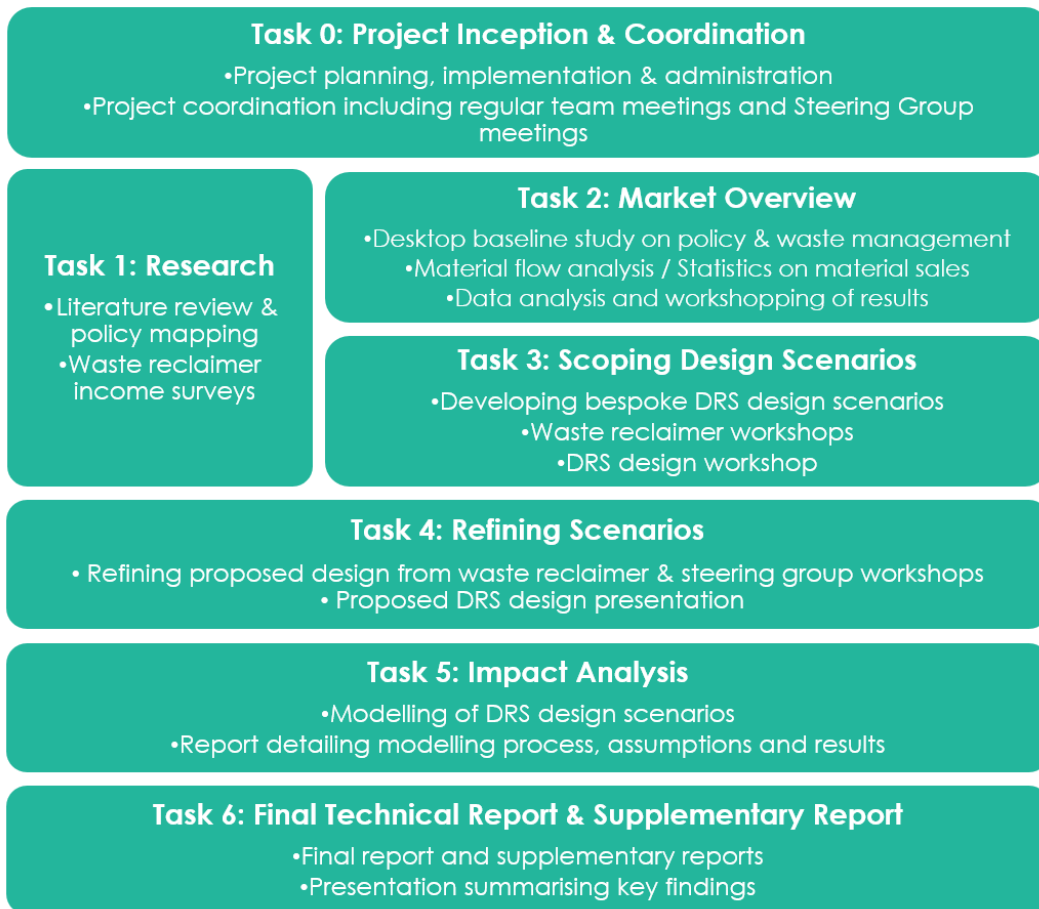 Task 0: Project Inception & Coordination
•Project planning, implementation & administration
•Project coordination including regular team meetings and Steering Group
meetings
Task 1: Research
•Literature review &
policy mapping
•Waste reclaimer
income surveys
Task 2: Market Overview
•Desktop baseline study on policy & waste management
•Material flow analysis / Statistics on material sales
•Data analysis and workshopping of results
Task 3: Scoping Design Scenarios
•Developing bespoke DRS design scenarios
•Waste reclaimer workshops
•DRS design workshop
Task 4: Refining Scenarios
• Refining proposed design from waste reclaimer & steering group workshops
• Proposed DRS design presentation
Task 5: Impact Analysis
•Modelling of DRS design scenarios
•Report detailing modelling process, assumptions and results
Task 6: Final Technical Report & Supplementary Report
•Final report and supplementary reports
•Presentation summarising key findings